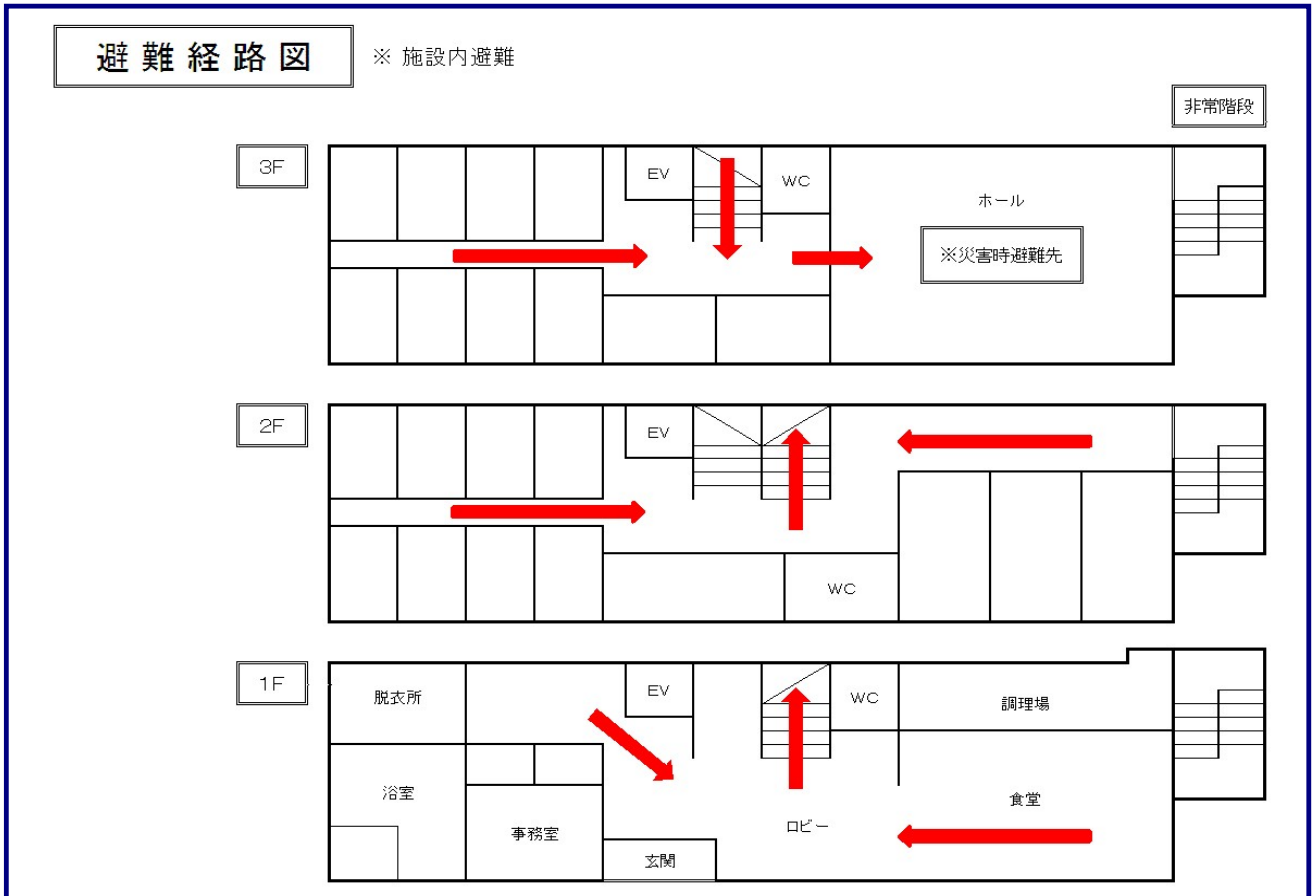 避難経路図
※ 施設内避難
非常階段
3F
EV
WC
ホール
※災害時避難先
2F
EV
WC
1F
脱衣所
EV
WC
調理場
浴室
食堂
事務室
ロビー
玄関